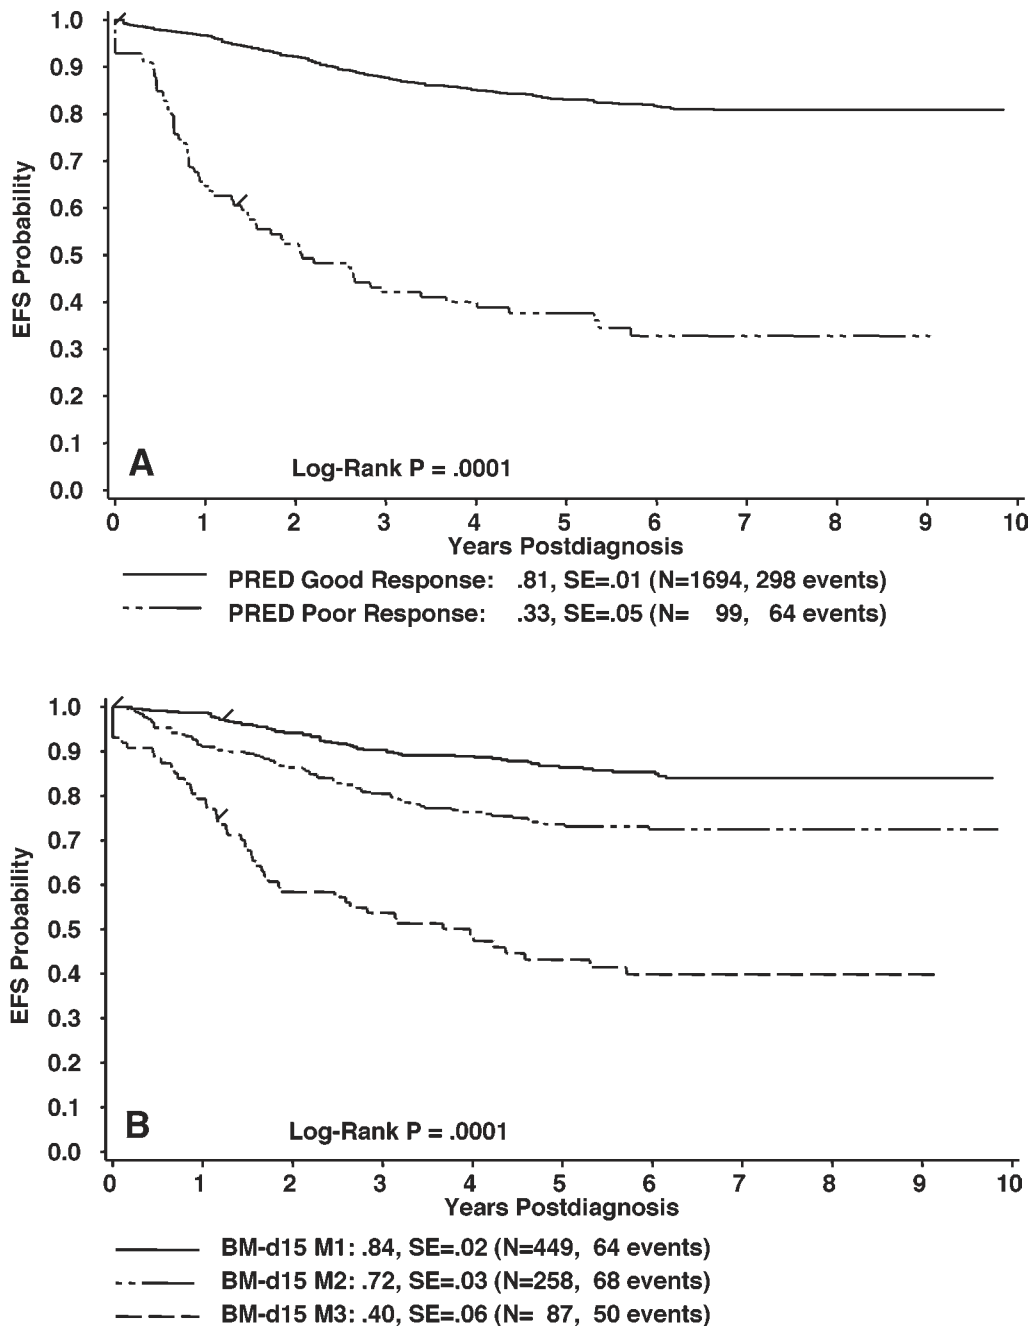 1.0
0.9
0.8
0.7
0.6
0.5
0.4
0.3
0.2
0.1
0.0
EFS Probability
A
Log-Rank P = .0001
0 1 2 3 4 5 6 7 8 9 10
Years Postdiagnosis
PRED Good Response: .81, SE=.01 (N=1694, 298 events)
PRED Poor Response: .33, SE=.05 (N= 99, 64 events)
1.0
0.9
0.8
0.7
0.6
0.5
0.4
0.3
0.2
0.1
0.0
EFS Probability
B
Log-Rank P = .0001
0 1 2 3 4 5 6 7 8 9 10
Years Postdiagnosis
BM-d15 M1: .84, SE=.02 (N=449, 64 events)
BM-d15 M2: .72, SE=.03 (N=258, 68 events)
BM-d15 M3: .40, SE=.06 (N= 87, 50 events)